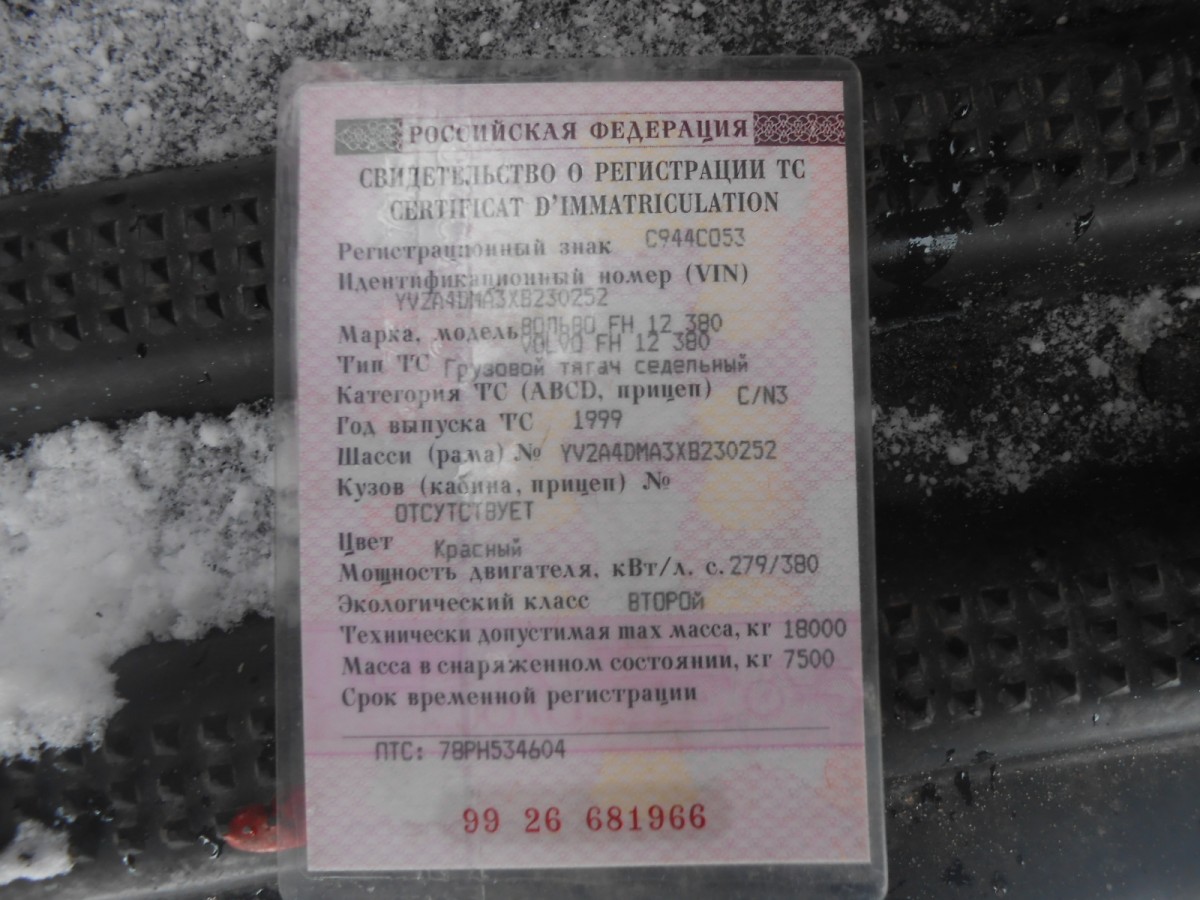 РОССИЙСКАЯ ФЕДЕРАЦИЯ
СВИДЕТЕЛЬСТВО О РЕГИСТРАЦИИ ТС
CERTIFICAT D'IMMATRICULATION
Регистрационный знак С944СО53
Идентификационный номер (VIN)
YV2A4DMA3XB230252
Марка, модель ВОЛЬВО FH 12 380
VOLVO FH 12 380
Тип ТС Грузовой тягач седельный
Категория ТС (ABCD, прицеп) C/N3
Год выпуска ТС 1999
Шасси (рама) № YV2A4DMA3XB230252
Кузов (кабина, прицеп) №
ОТСУТСТВУЕТ
Цвет Красный
Мощность двигателя, кВт/л. с. 279/380
Экологический класс ВТОРОЙ
Технически допустимая max масса, кг 18000
Масса в снаряженном состоянии, кг 7500
Срок временной регистрации
ПТС: 78РН534604
99 26 681966